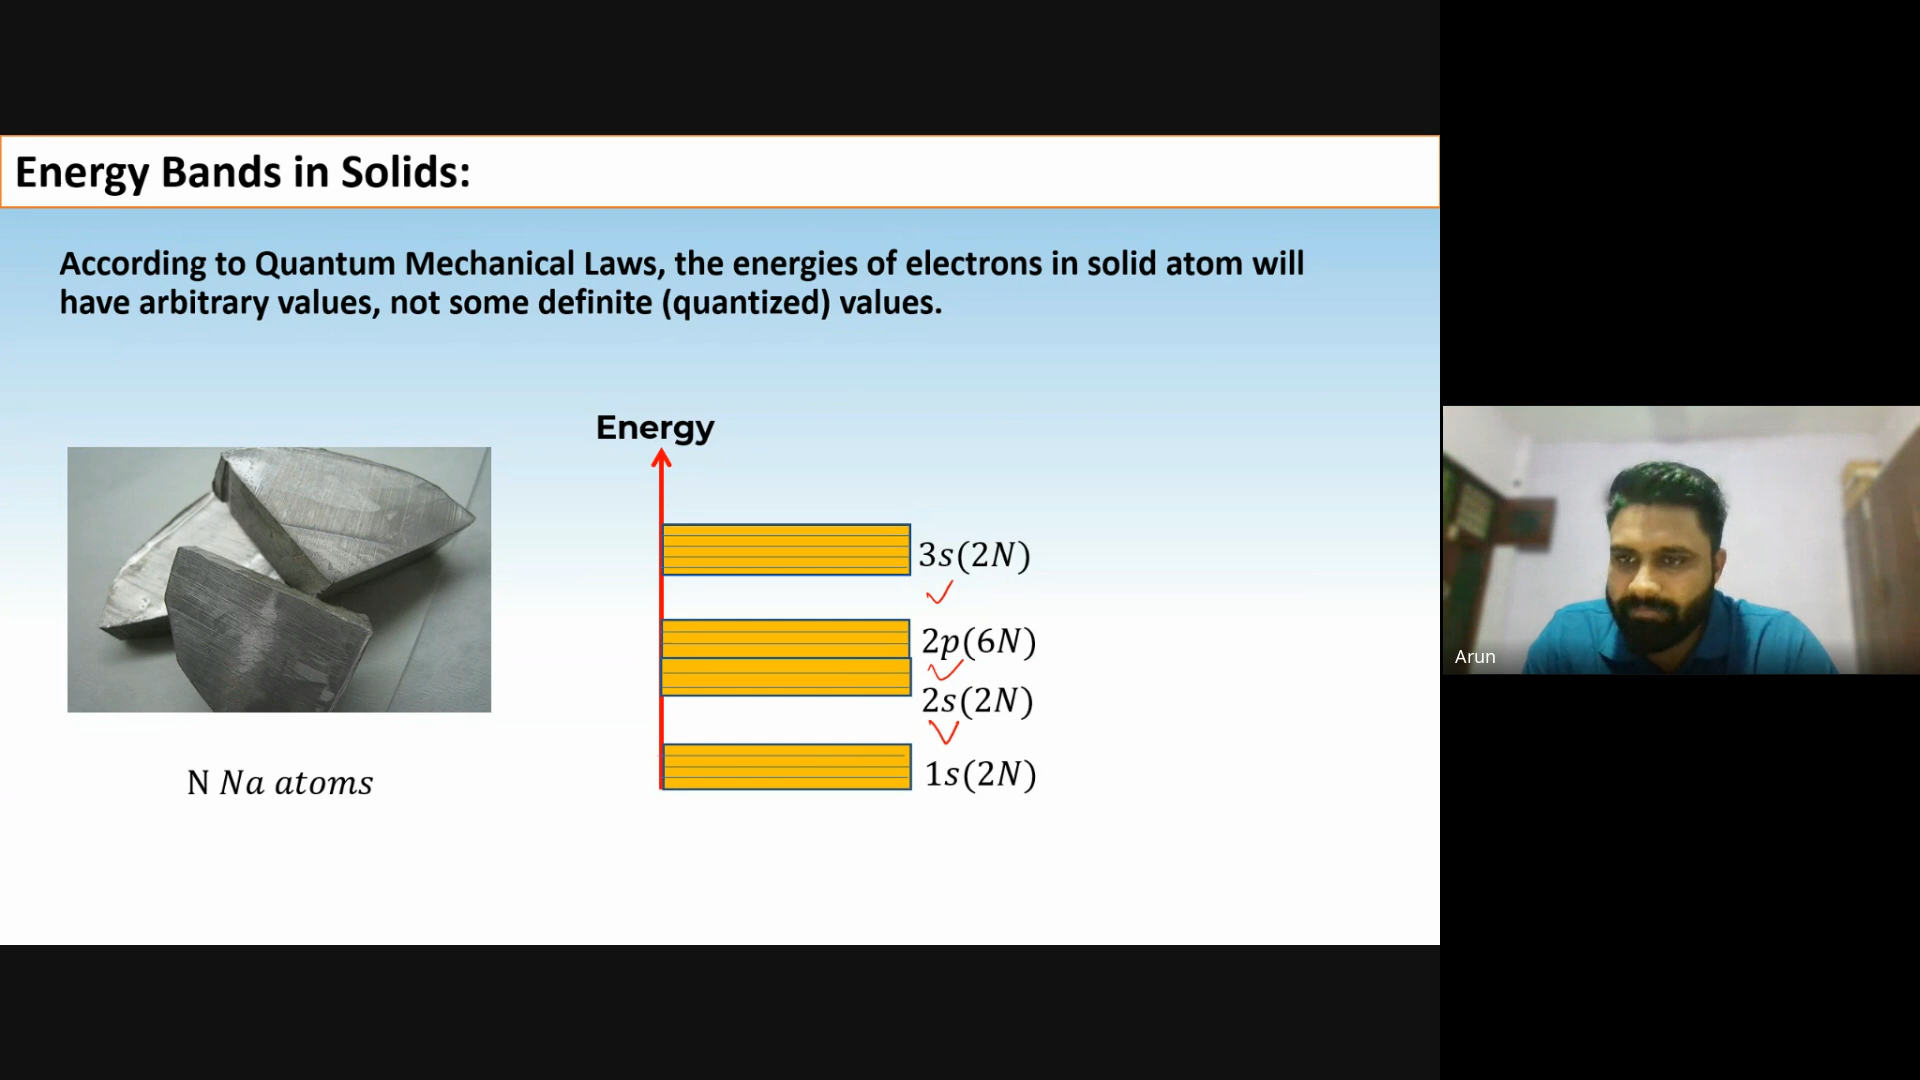 Energy Bands in Solids:
According to Quantum Mechanical Laws, the energies of electrons in solid atom will
have arbitrary values, not some definite (quantized) values.
Energy
3s(2N)
2p(6N)
2s(2N)
1s(2N)
N Na atoms
Arun